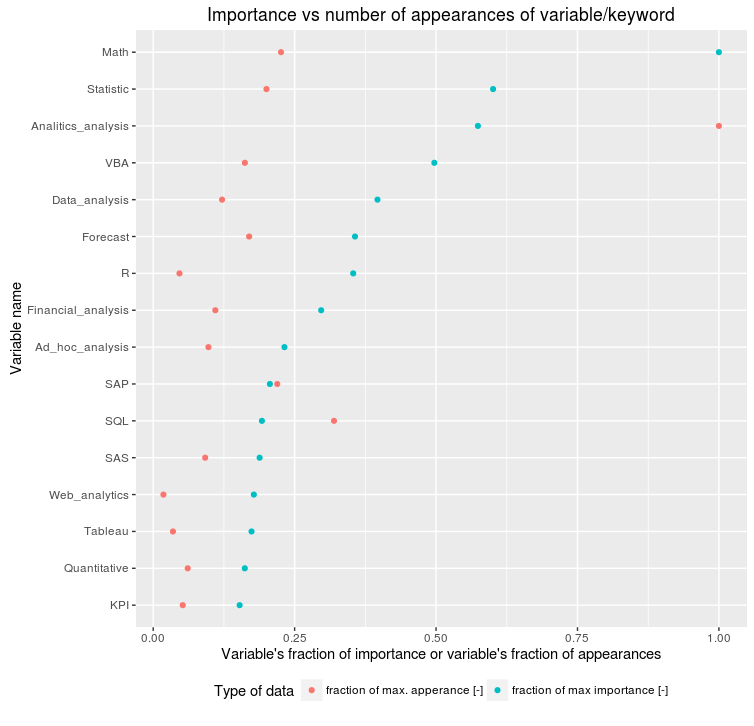 Importance vs number of appearances of variable/keyword
Variable name
Math
Statistic
Analitics_analysis
VBA
Data_analysis
Forecast
R
Financial_analysis
Ad_hoc_analysis
SAP
SQL
SAS
Web_analytics
Tableau
Quantitative
KPI
0.00 0.25 0.50 0.75 1.00
Variable's fraction of importance or variable's fraction of appearances
Type of data fraction of max. apperance [-] fraction of max importance [-]